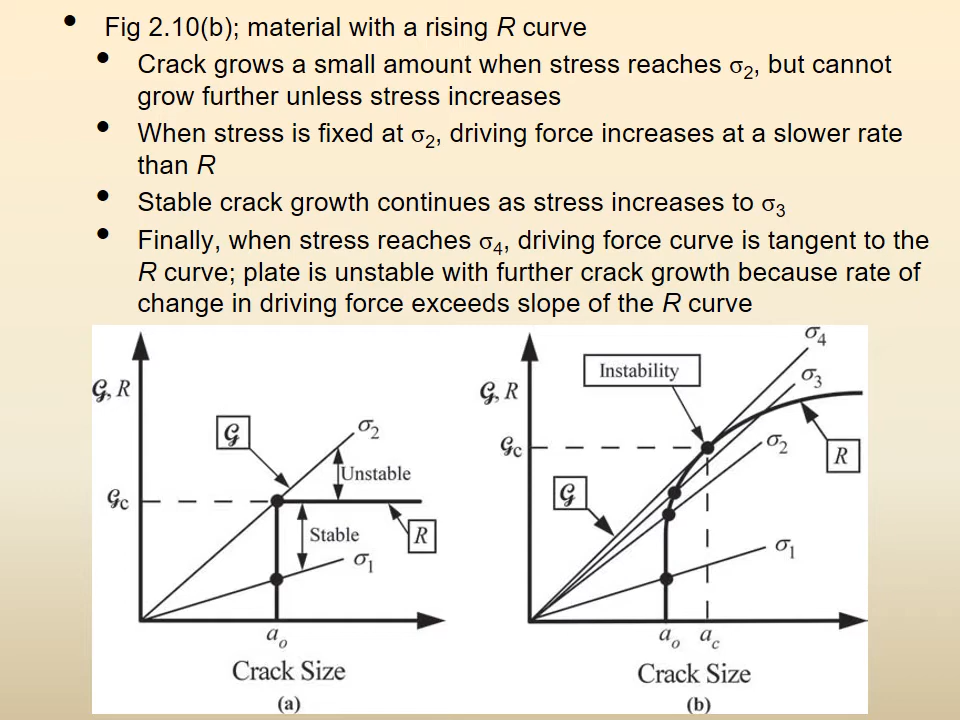 • Fig 2.10(b); material with a rising R curve
• Crack grows a small amount when stress reaches σ2, but cannot
grow further unless stress increases
• When stress is fixed at σ2, driving force increases at a slower rate
than R
• Stable crack growth continues as stress increases to σ3
• Finally, when stress reaches σ4, driving force curve is tangent to the
R curve; plate is unstable with further crack growth because rate of
change in driving force exceeds slope of the R curve
𝒢, R
𝒢
σ2
Unstable
𝒢c
Stable
R
σ1
ao
Crack Size
(a)
σ4
Instability
σ3
𝒢, R
σ2
𝒢c
R
𝒢
σ1
ao
ac
Crack Size
(b)